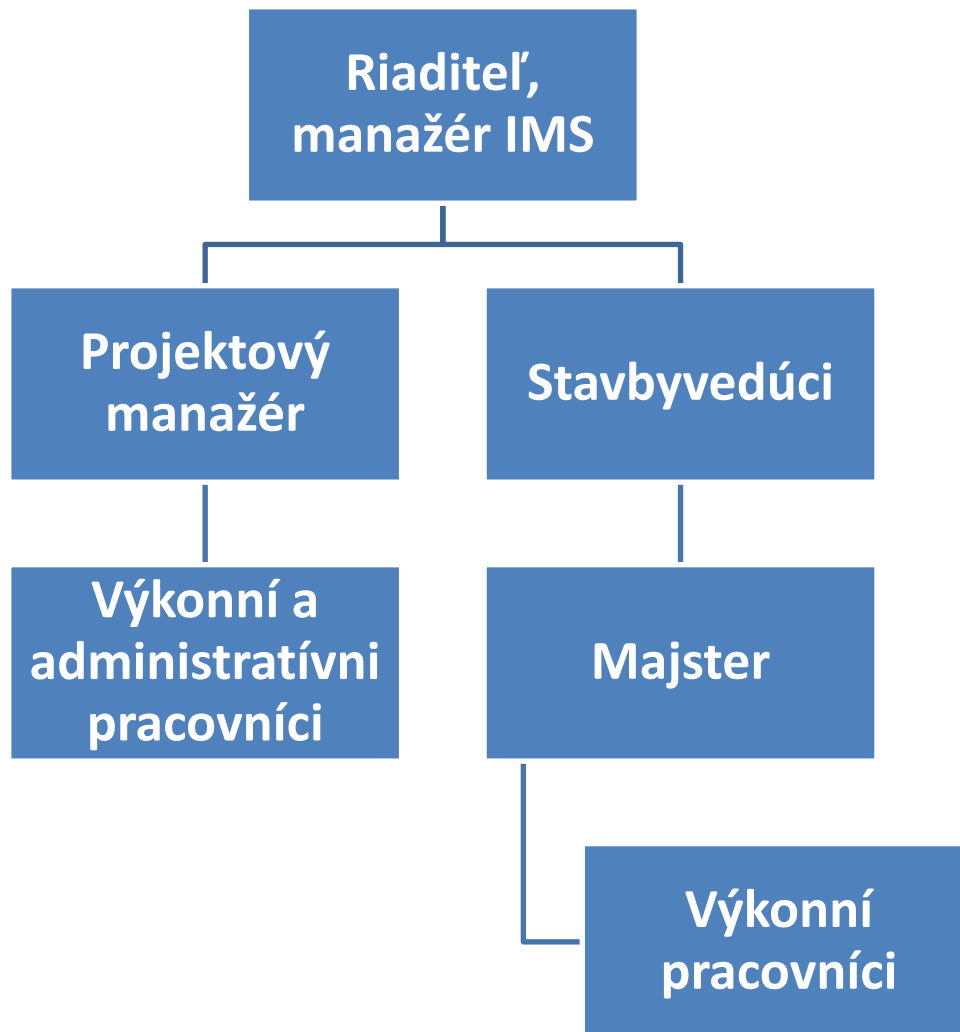 Riaditeľ,
manažér IMS
Projektový
manažér
Stavbyvedúci
Výkonní a
administratívni
pracovníci
Majster
Výkonní
pracovníci